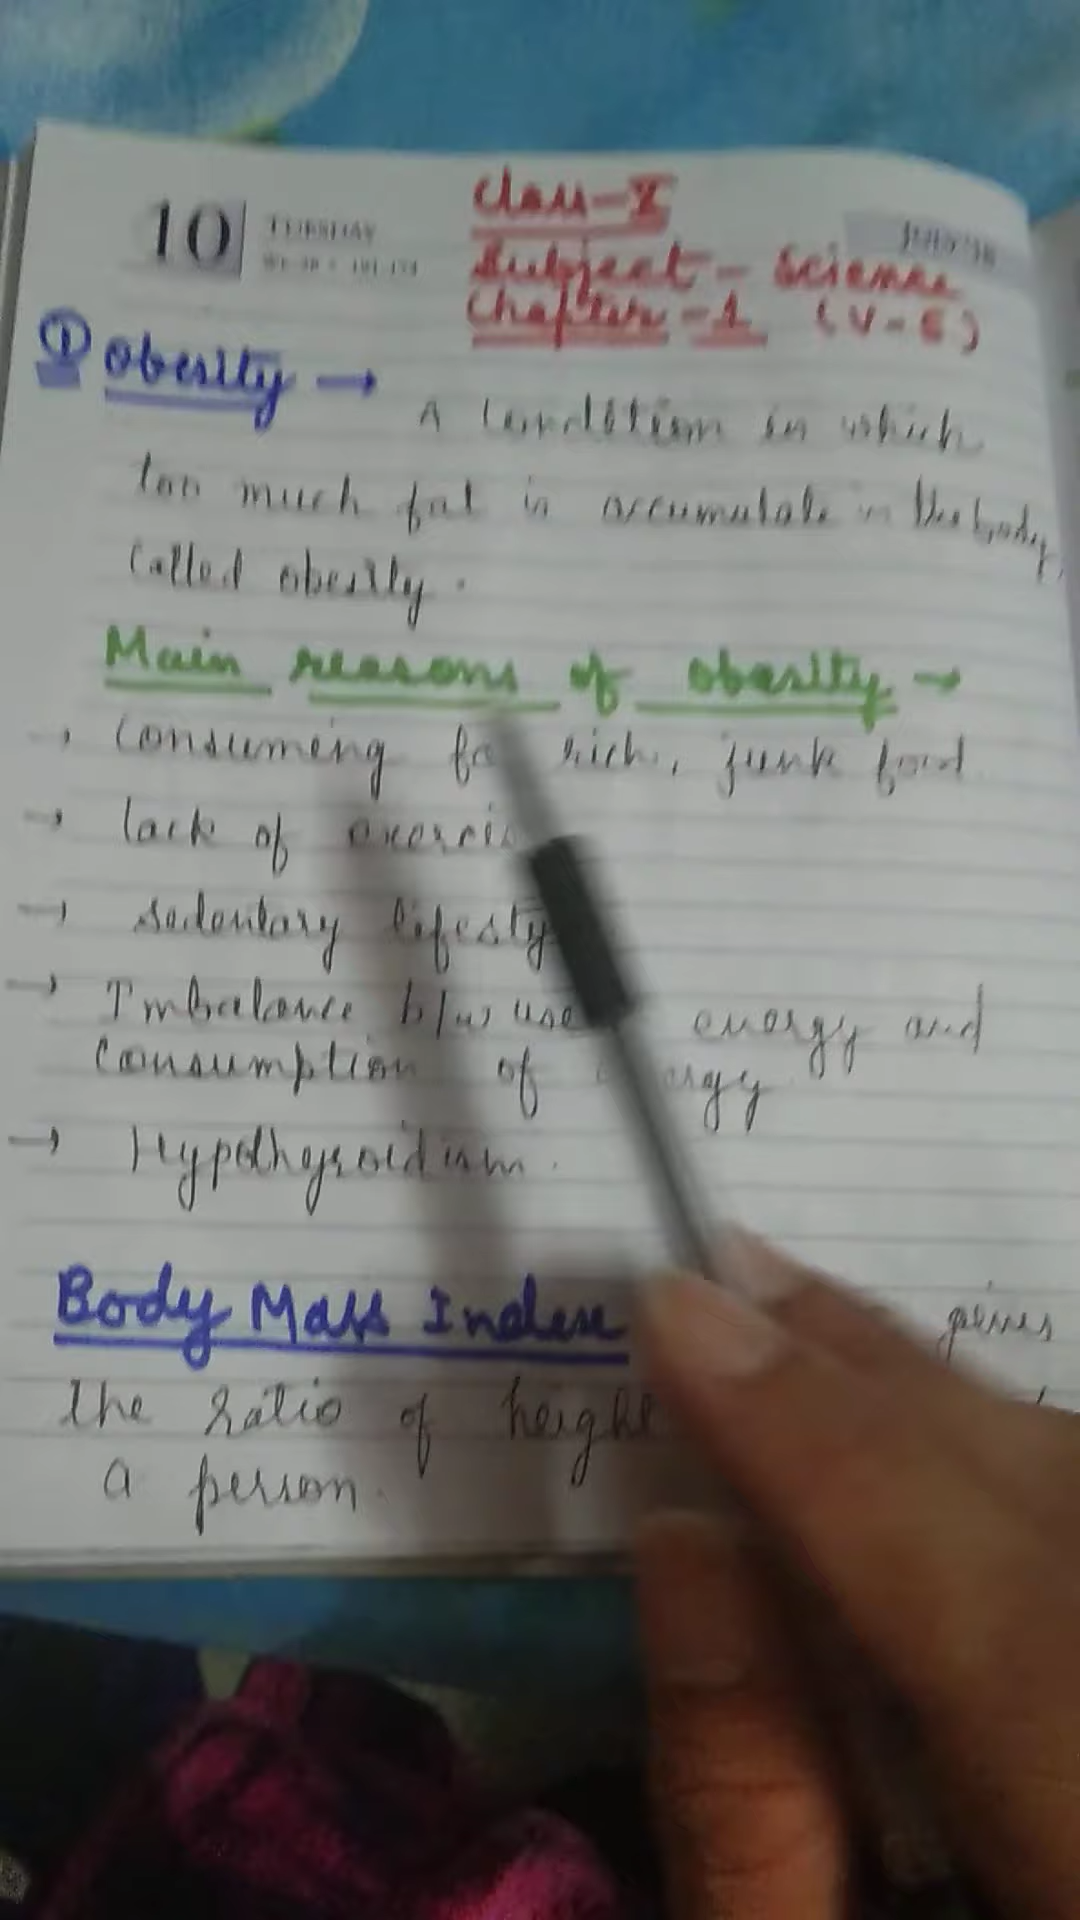 10
TUESDAY
Class-X
Subject - Science
Chapter-1 (V-6)
① obesity →
A condition in which
too much fat is accumulate in the body,
called obesity.
Main reasons of obesity →
→ Consuming rich, junk food
→ lack of
→ sedentary
→ Imbalance b/w use energy and
consumption of
→ Hypothyroidism.
Body Mass Index gives
the ratio of height
a person.